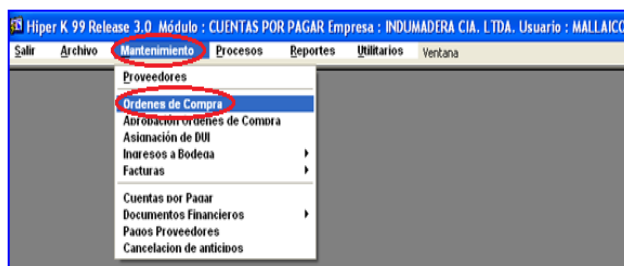 Hiper K 99 Release 3.0 Módulo : CUENTAS POR PAGAR Empresa : INDUMADERA CIA. LTDA. Usuario : MALLAICO
Salir Archivo Mantenimiento Procesos Reportes Utilitarios Ventana
Proveedores
Ordenes de Compra
Aprobación Ordenes de Compra
Asignación de DUI
Ingresos a Bodega
Facturas
Cuentas por Pagar
Documentos Financieros
Pagos Proveedores
Cancelacion de anticipos